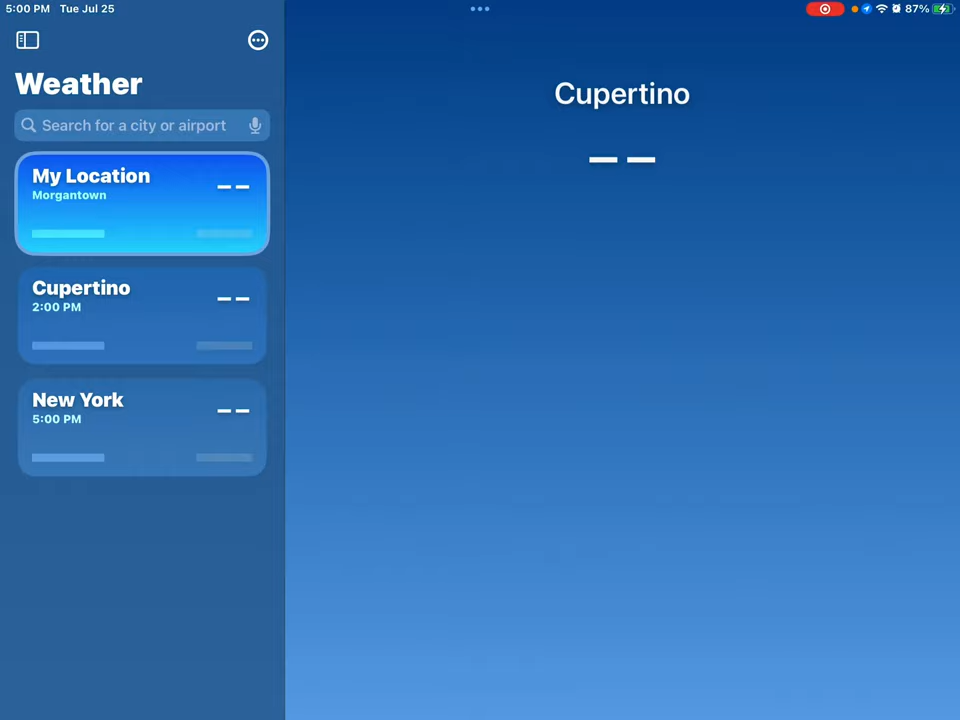 5:00 PM Tue Jul 25
87%
Weather
Search for a city or airport
My Location
Morgantown
– –
Cupertino
2:00 PM
– –
New York
5:00 PM
– –
Cupertino
– –